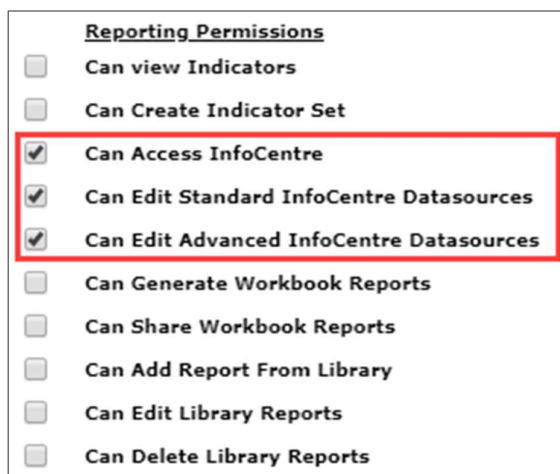 Reporting Permissions
Can view Indicators
Can Create Indicator Set
Can Access InfoCentre
Can Edit Standard InfoCentre Datasources
Can Edit Advanced InfoCentre Datasources
Can Generate Workbook Reports
Can Share Workbook Reports
Can Add Report From Library
Can Edit Library Reports
Can Delete Library Reports